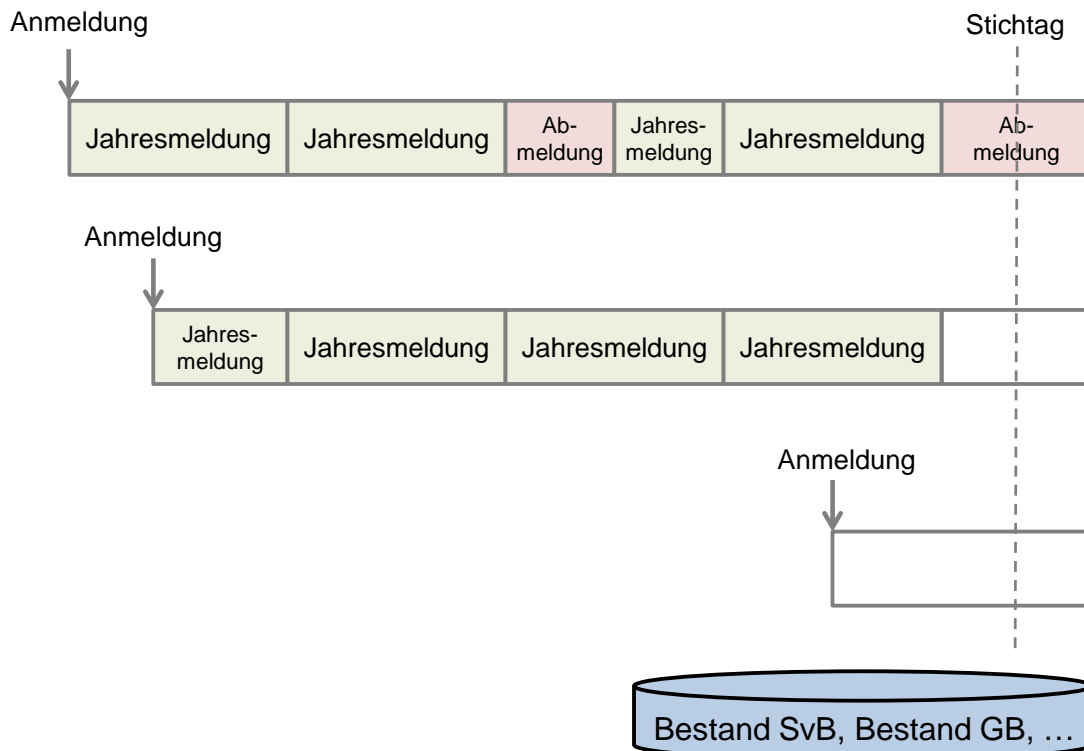 Anmeldung
Stichtag
Jahresmeldung
Jahresmeldung
Ab-
meldung
Jahres-
meldung
Jahresmeldung
Ab-
meldung
Anmeldung
Jahres-
meldung
Jahresmeldung
Jahresmeldung
Jahresmeldung
Anmeldung
Bestand SvB, Bestand GB, …